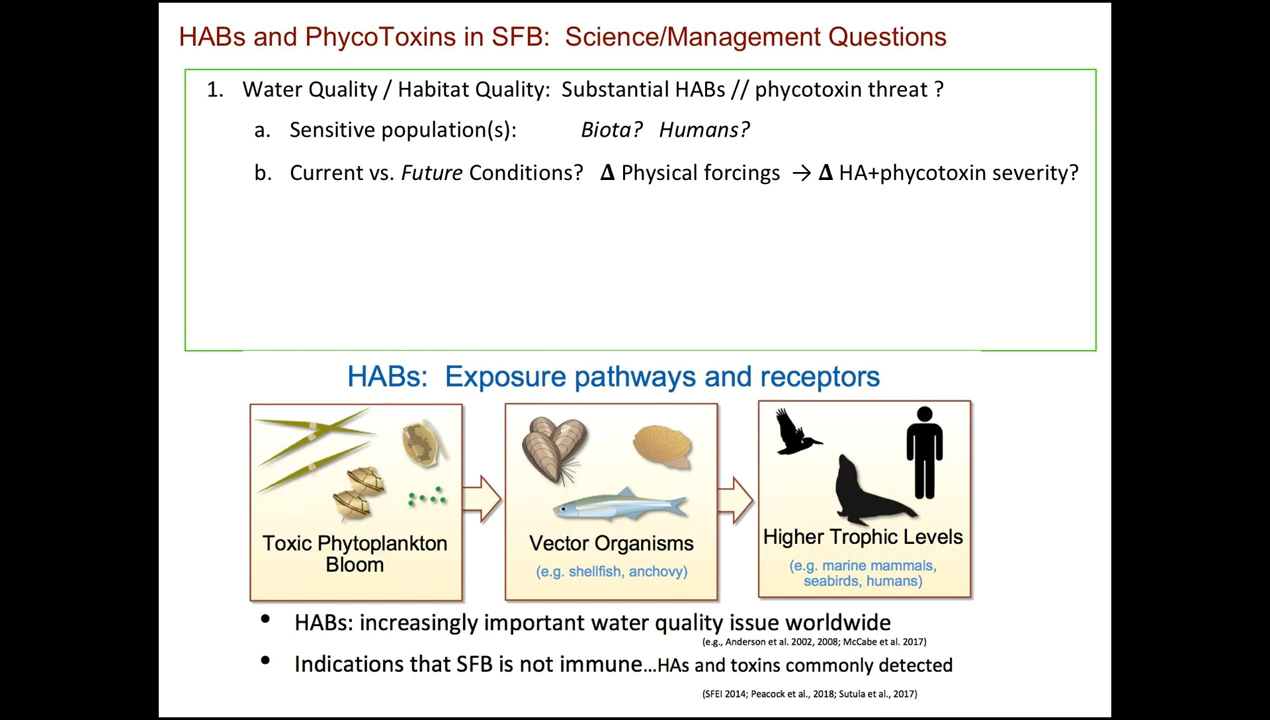 HABs and PhycoToxins in SFB: Science/Management Questions
1. Water Quality / Habitat Quality: Substantial HABs // phycotoxin threat ?
a. Sensitive population(s): Biota? Humans?
b. Current vs. Future Conditions? Δ Physical forcings → Δ HA+phycotoxin severity?
HABs: Exposure pathways and receptors
Toxic Phytoplankton
Bloom
Vector Organisms
(e.g. shellfish, anchovy)
Higher Trophic Levels
(e.g. marine mammals,
seabirds, humans)
• HABs: increasingly important water quality issue worldwide
(e.g., Anderson et al. 2002, 2008; McCabe et al. 2017)
• Indications that SFB is not immune...HAs and toxins commonly detected
(SFEI 2014; Peacock et al., 2018; Sutula et al., 2017)